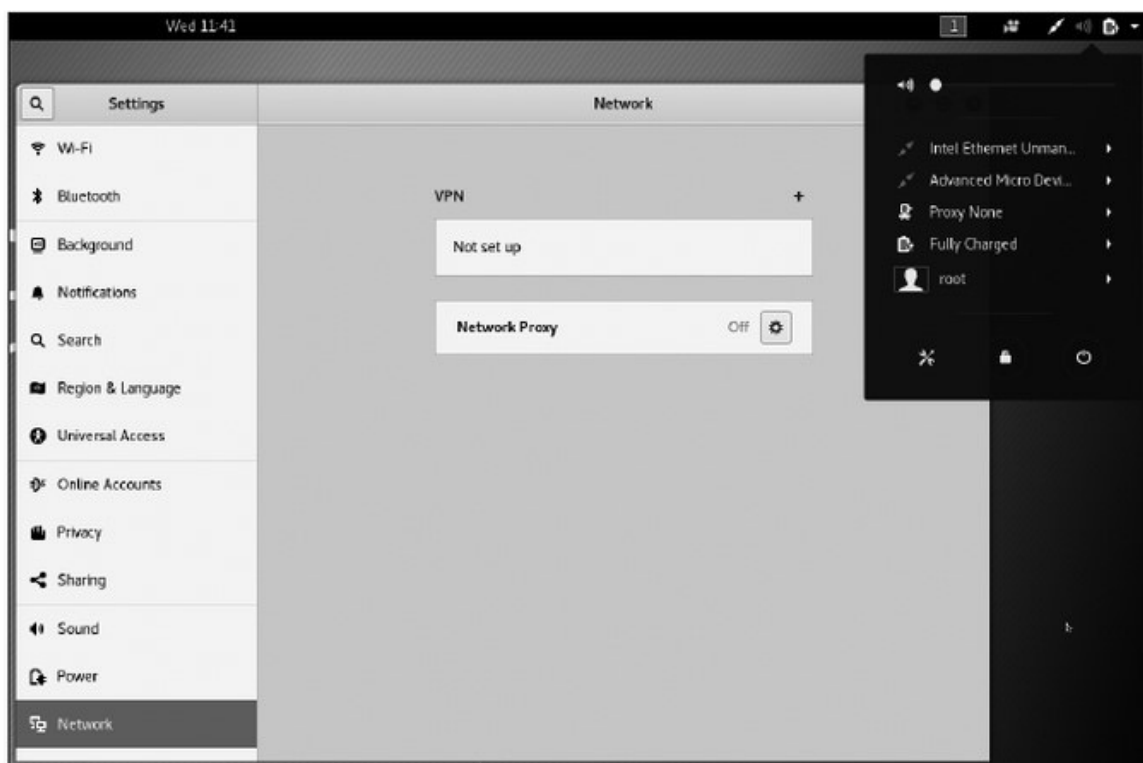 Wed 11:41
1
Settings
Network
Wi-Fi
Bluetooth
Background
Notifications
Search
Region & Language
Universal Access
Online Accounts
Privacy
Sharing
Sound
Power
Network
VPN
+
Not set up
Network Proxy Off
Intel Ethernet Unman...
Advanced Micro Devi...
Proxy None
Fully Charged
root